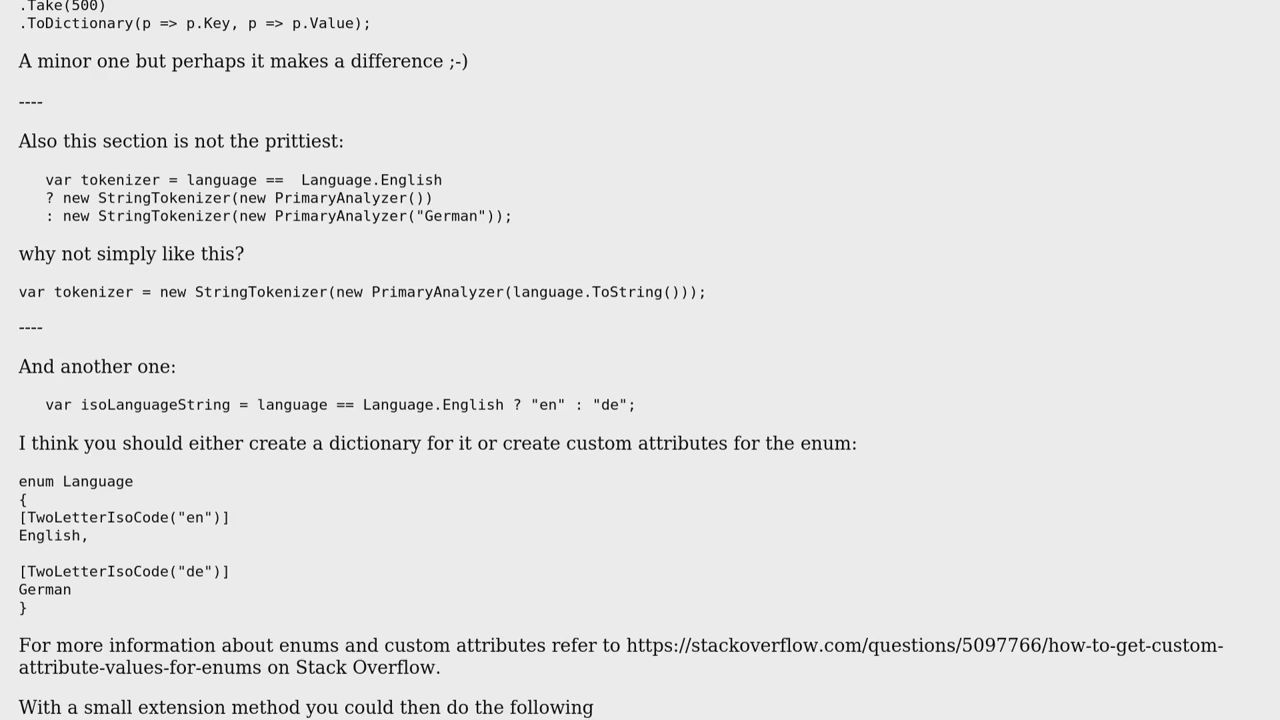 .Take(500)
.ToDictionary(p => p.Key, p => p.Value);
A minor one but perhaps it makes a difference ;-)
----
Also this section is not the prittiest:
var tokenizer = language ==  Language.English
? new StringTokenizer(new PrimaryAnalyzer())
: new StringTokenizer(new PrimaryAnalyzer("German"));
why not simply like this?
var tokenizer = new StringTokenizer(new PrimaryAnalyzer(language.ToString()));
----
And another one:
var isoLanguageString = language == Language.English ? "en" : "de";
I think you should either create a dictionary for it or create custom attributes for the enum:
enum Language
{
[TwoLetterIsoCode("en")]
English,
[TwoLetterIsoCode("de")]
German
}
For more information about enums and custom attributes refer to https://stackoverflow.com/questions/5097766/how-to-get-custom-
attribute-values-for-enums on Stack Overflow.
With a small extension method you could then do the following